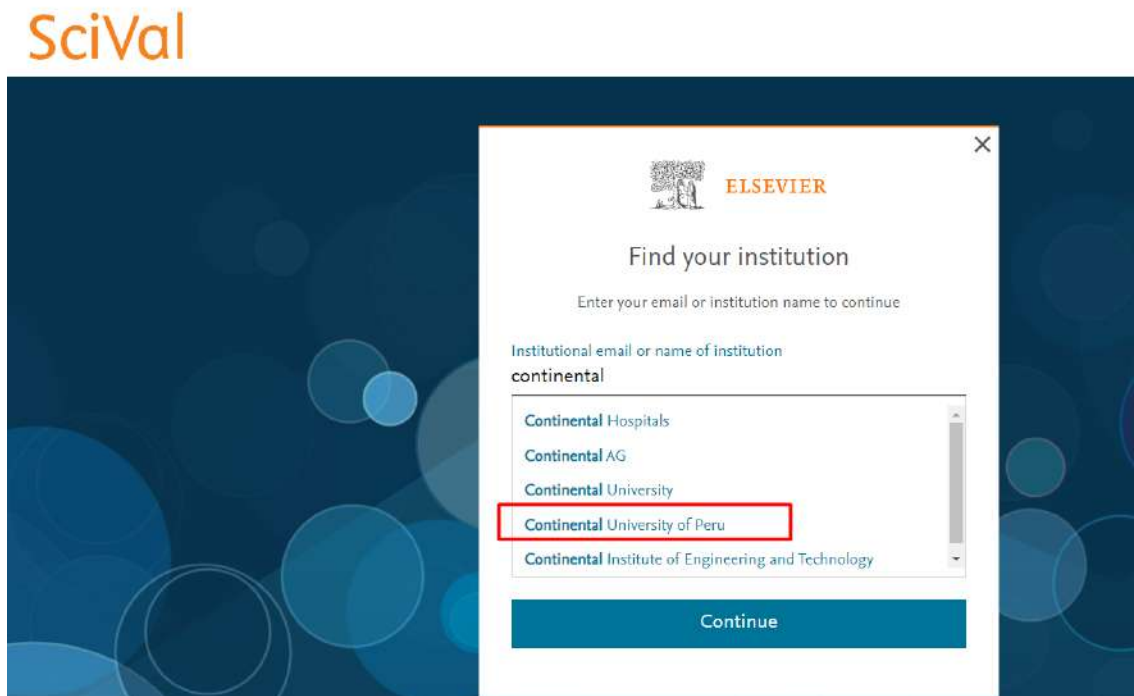 SciVal
ELSEVIER
Find your institution
Enter your email or institution name to continue
Institutional email or name of institution
continental
Continental Hospitals
Continental AG
Continental University
Continental University of Peru
Continental Institute of Engineering and Technology
Continue